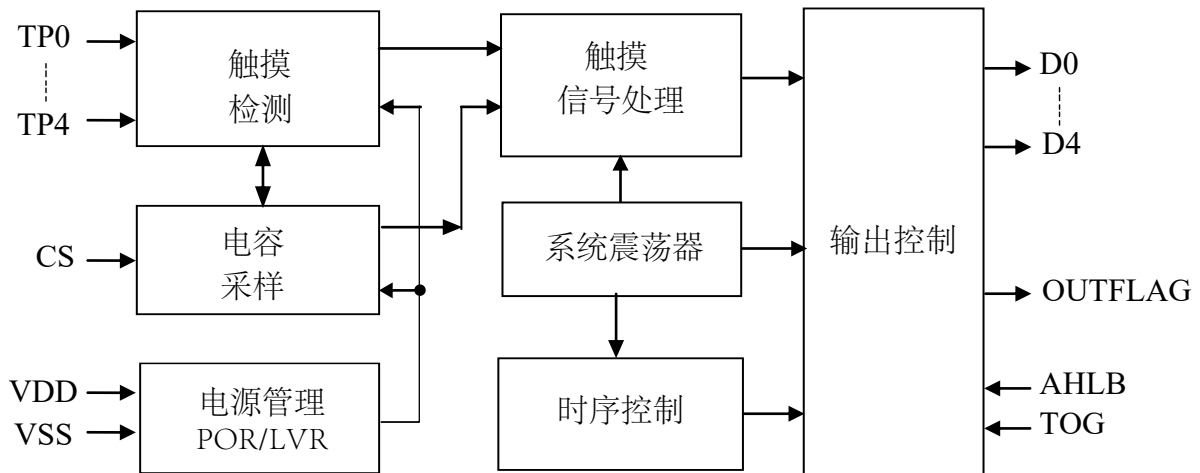 TP0
TP4
触摸
检测
触摸
信号处理
D0
D4
CS
电容
采样
系统震荡器
输出控制
OUTFLAG
VDD
VSS
电源管理
POR/LVR
时序控制
AHLB
TOG